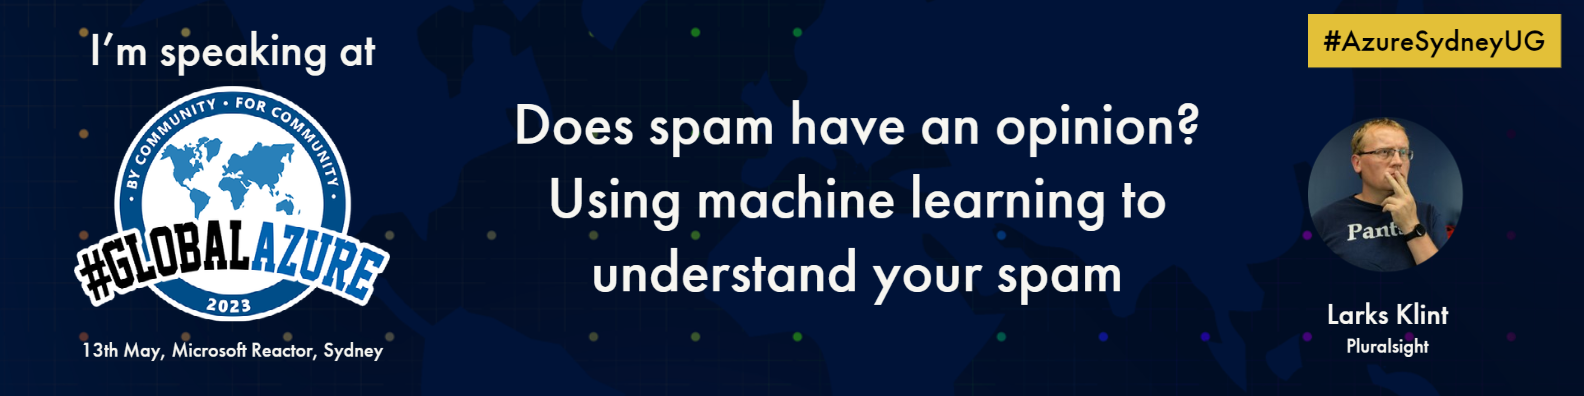 I'm speaking at
• BY COMMUNITY • FOR COMMUNITY •
#GLOBALAZURE
2023
13th May, Microsoft Reactor, Sydney
Does spam have an opinion?
Using machine learning to
understand your spam
#AzureSydneyUG
Pants
Larks Klint
Pluralsight